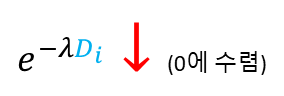 e^{-λD_i} ↓ (0에 수렴)